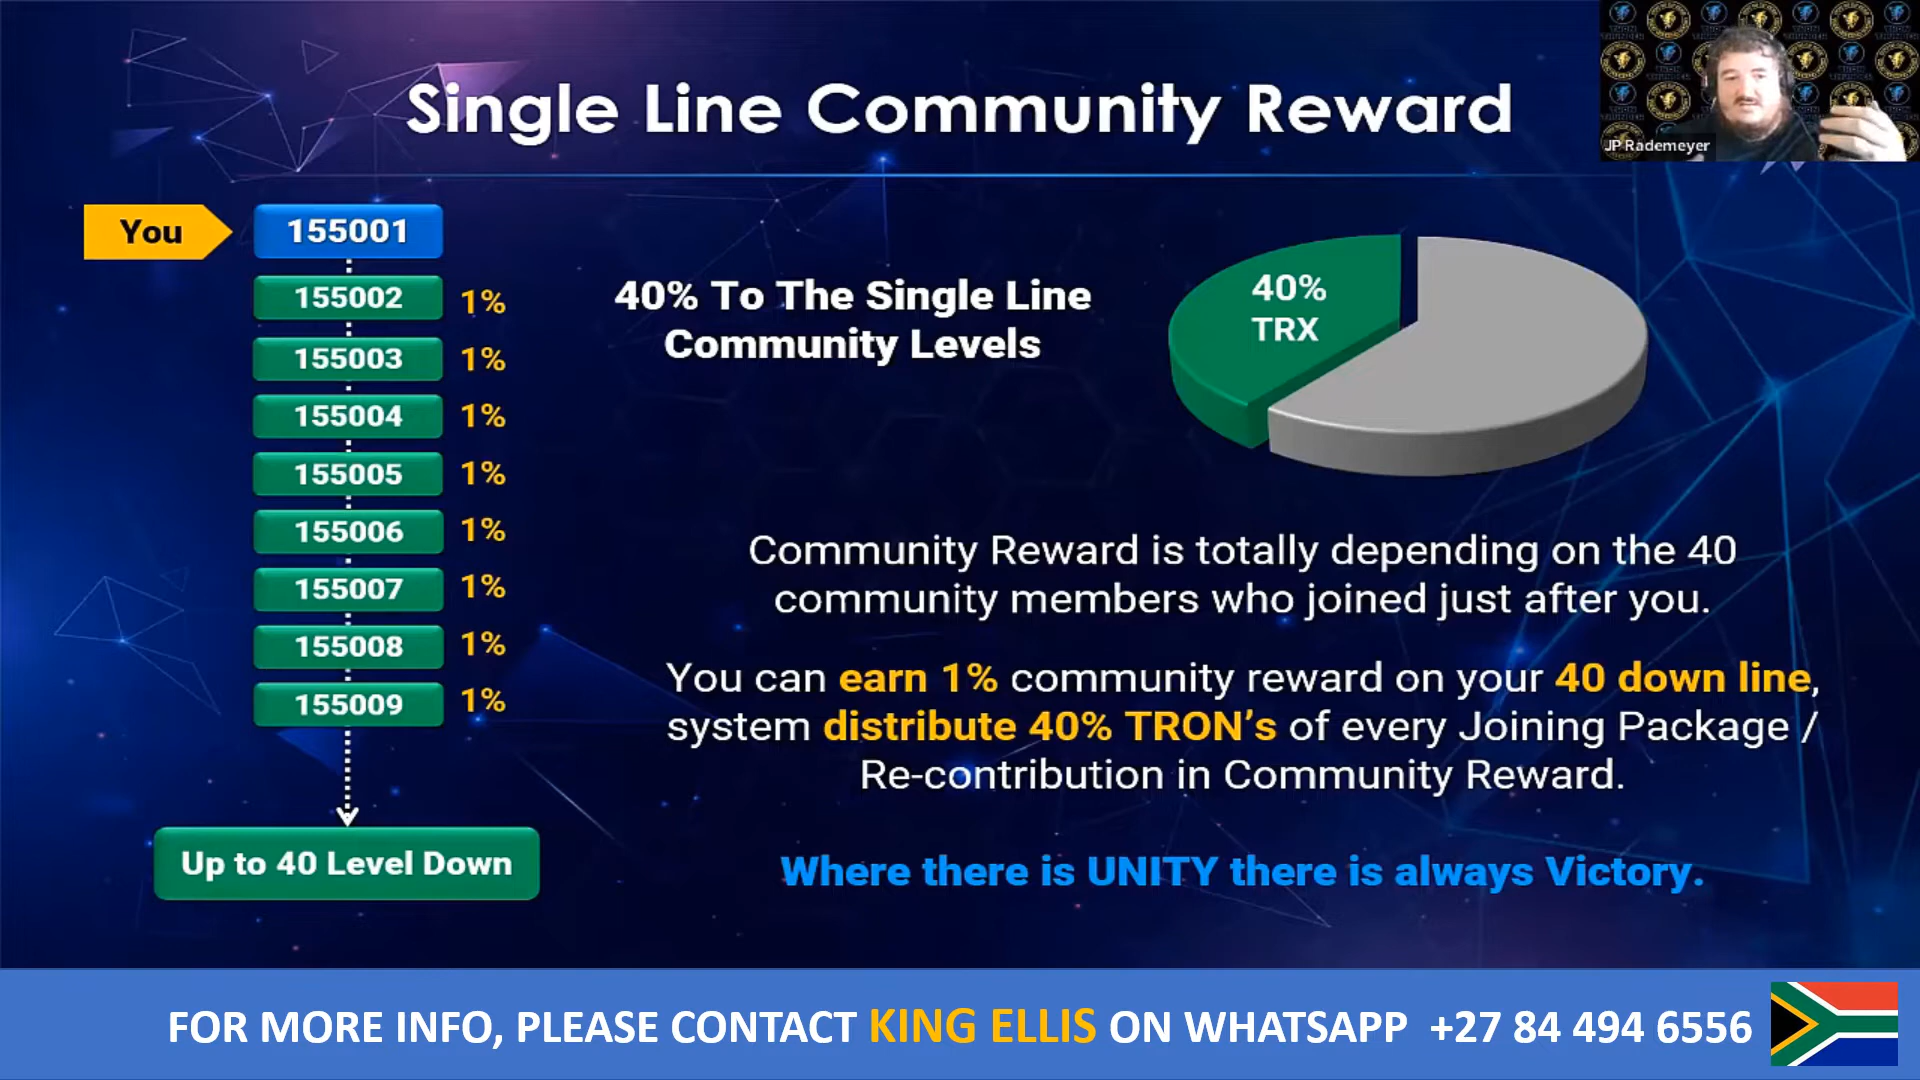 Single Line Community Reward
JP Rademeyer
You
155001
155002 1%
155003 1%
155004 1%
155005 1%
155006 1%
155007 1%
155008 1%
155009 1%
Up to 40 Level Down
40% To The Single Line
Community Levels
40%
TRX
Community Reward is totally depending on the 40
community members who joined just after you.
You can earn 1% community reward on your 40 down line,
system distribute 40% TRON's of every Joining Package /
Re-contribution in Community Reward.
Where there is UNITY there is always Victory.
FOR MORE INFO, PLEASE CONTACT KING ELLIS ON WHATSAPP +27 84 494 6556